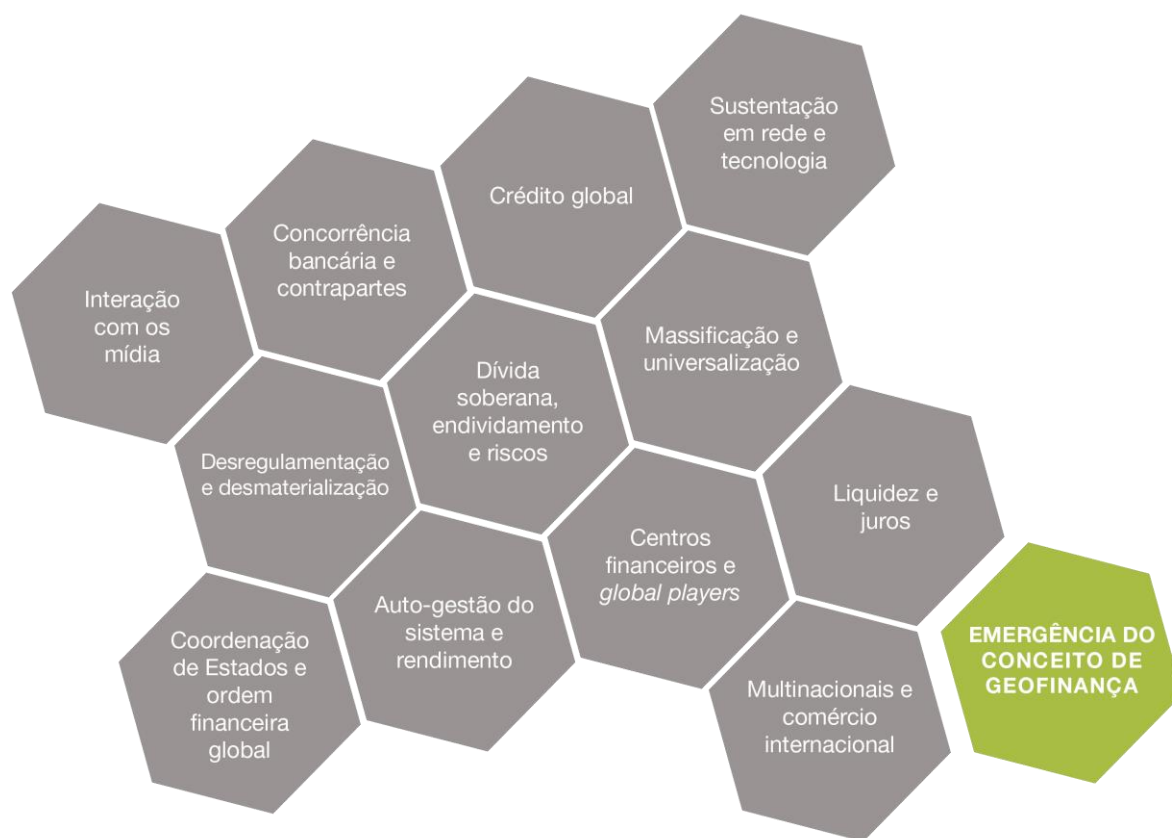 Sustentação
em rede e
tecnologia
Crédito global
Concorrência
bancária e
contrapartes
Interação
com os
mídia
Massificação e
universalização
Dívida
soberana,
endividamento
e riscos
Desregulamentação
e desmaterialização
Liquidez e
juros
Centros
financeiros e
global players
Auto-gestão do
sistema e
rendimento
Coordenação
de Estados e
ordem
financeira
global
Multinacionais e
comércio
internacional
EMERGÊNCIA DO
CONCEITO DE
GEOFINANÇA